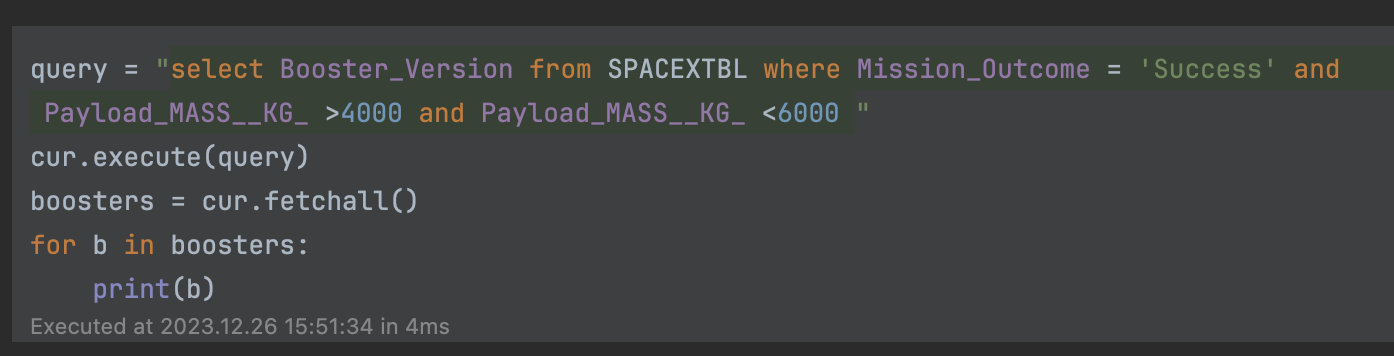 query = "select Booster_Version from SPACEXTBL where Mission_Outcome = 'Success' and
Payload_MASS__KG_ >4000 and Payload_MASS__KG_ <6000 "
cur.execute(query)
boosters = cur.fetchall()
for b in boosters:
    print(b)
Executed at 2023.12.26 15:51:34 in 4ms